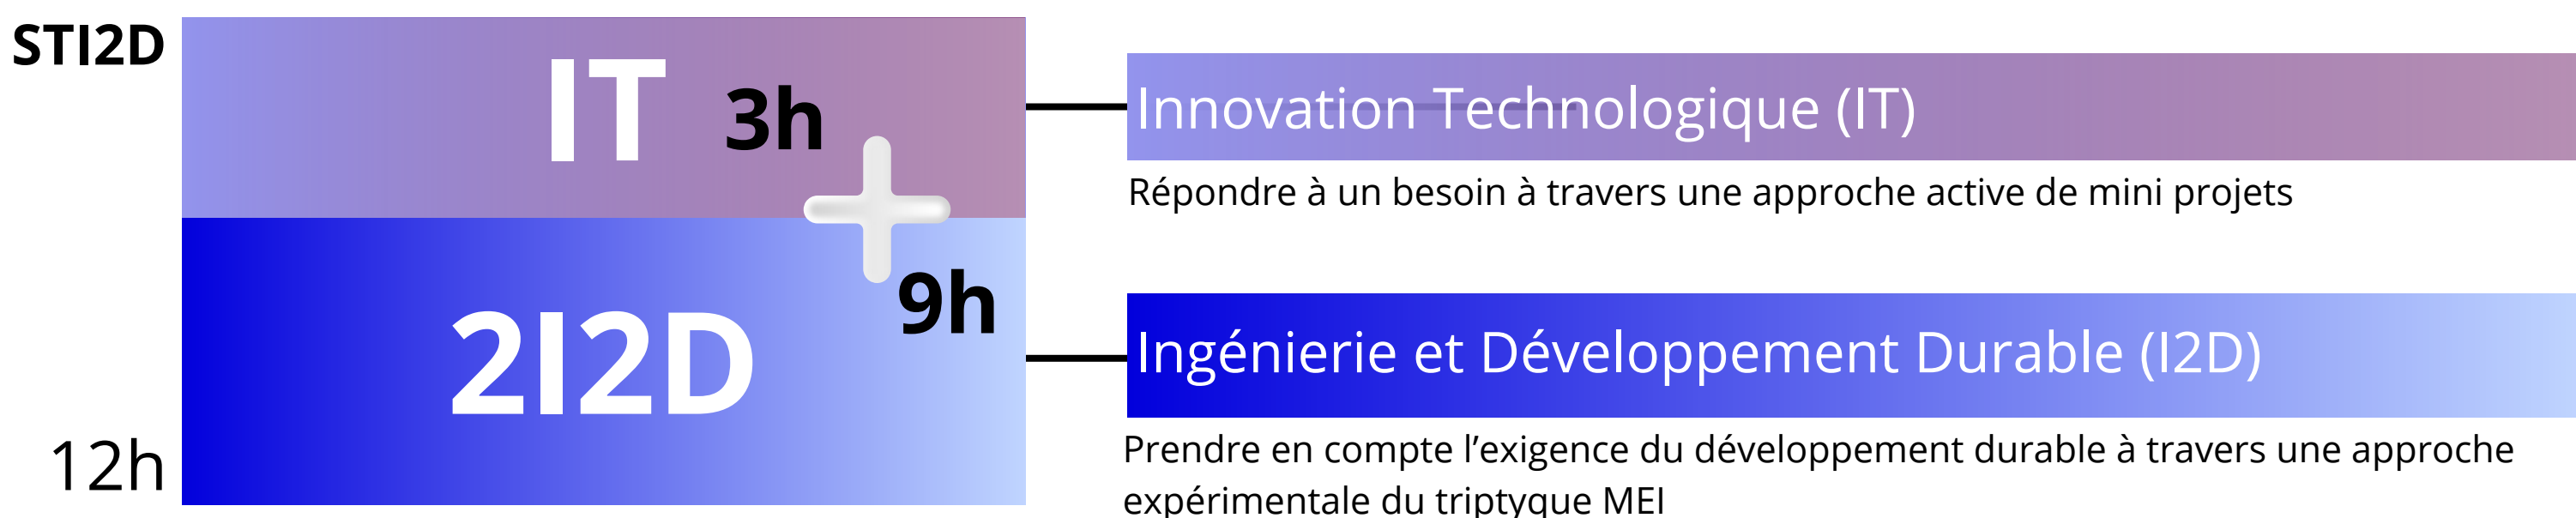 STI2D
IT 3h
9h
2I2D
12h
Innovation Technologique (IT)
Répondre à un besoin à travers une approche active de mini projets
Ingénierie et Développement Durable (I2D)
Prendre en compte l’exigence du développement durable à travers une approche
expérimentale du triptyque MEI